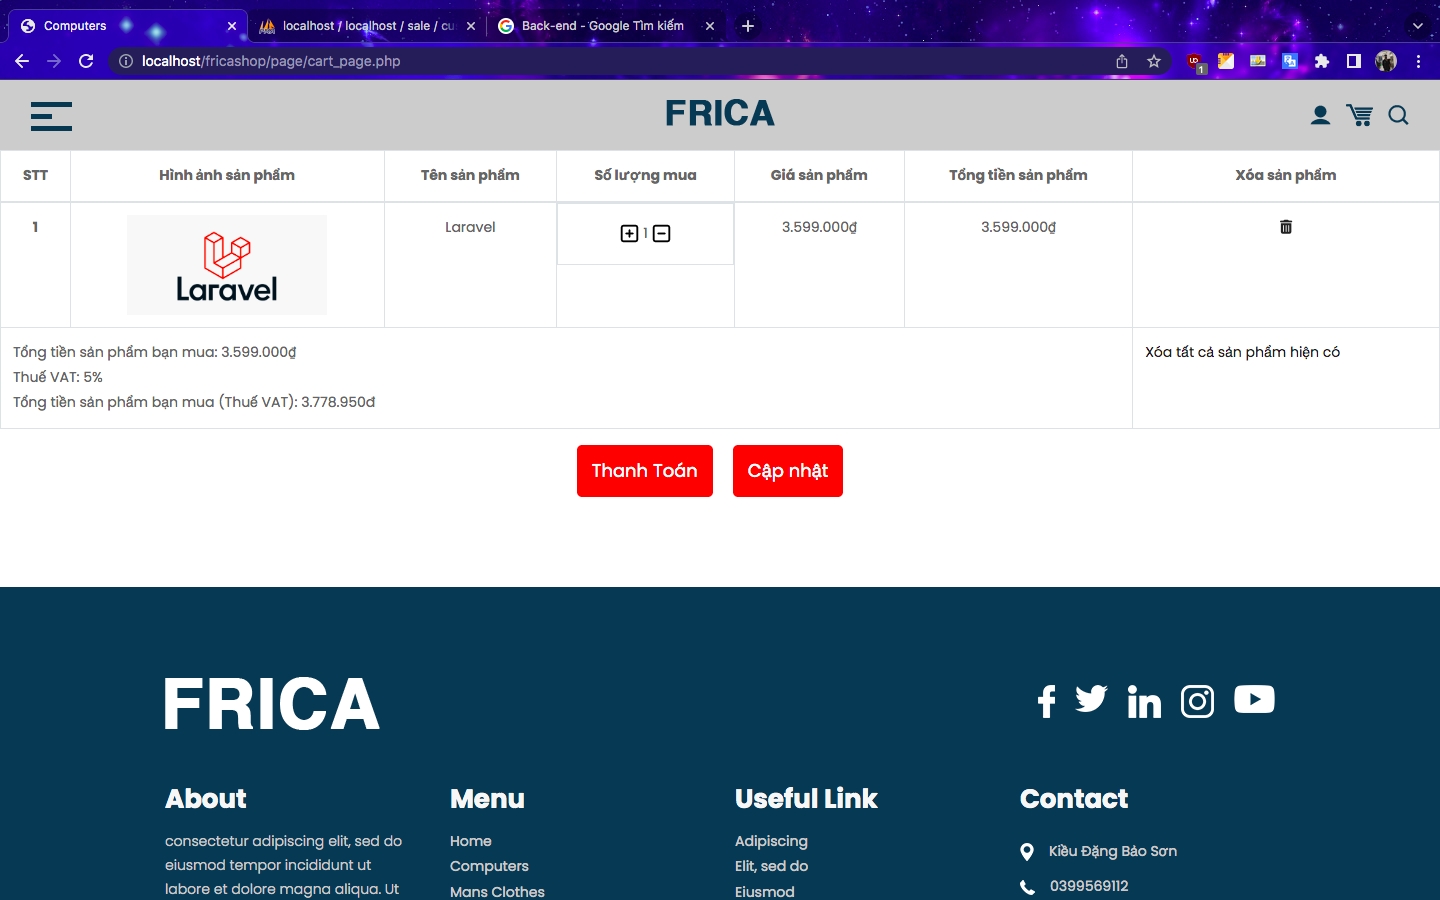 Computers
localhost / localhost / sale / cu
Back-end - Google Tìm kiếm
localhost/fricashop/page/cart_page.php
1
FRICA
STT
Hình ảnh sản phẩm
Tên sản phẩm
Số lượng mua
Giá sản phẩm
Tổng tiền sản phẩm
Xóa sản phẩm
1
Laravel
Laravel
1
3.599.000₫
3.599.000₫
Tổng tiền sản phẩm bạn mua: 3.599.000₫
Thuế VAT: 5%
Tổng tiền sản phẩm bạn mua (Thuế VAT): 3.778.950đ
Xóa tất cả sản phẩm hiện có
Thanh Toán
Cập nhật
FRICA
About
consectetur adipiscing elit, sed do
eiusmod tempor incididunt ut
labore et dolore magna aliqua. Ut
Menu
Home
Computers
Mans Clothes
Useful Link
Adipiscing
Elit, sed do
Eiusmod
Contact
Kiều Đặng Bảo Sơn
0399569112